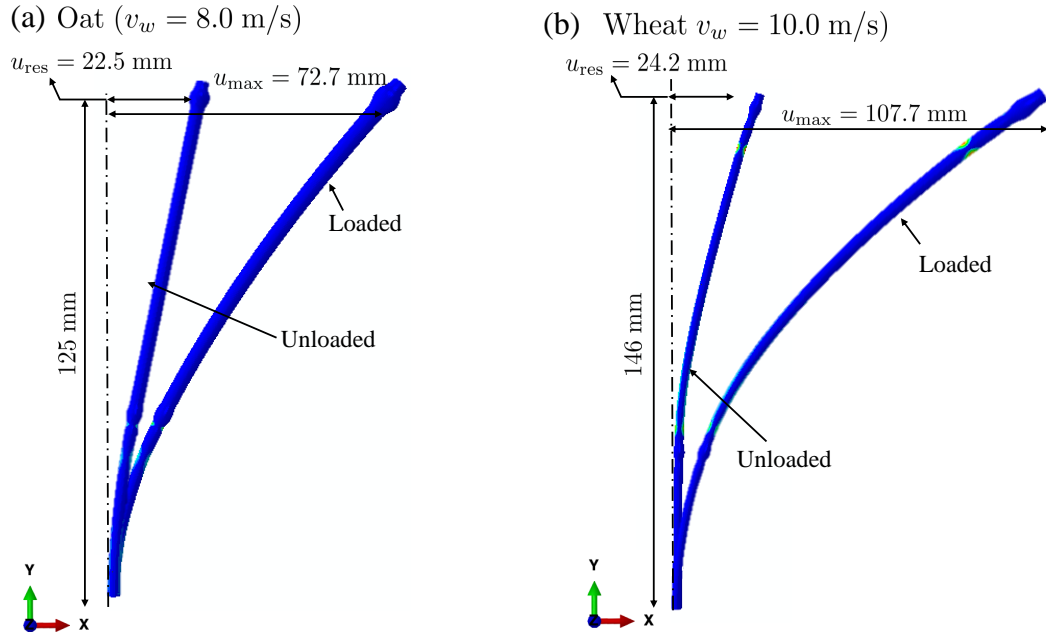 (a) Oat (v_w = 8.0 m/s)
u_res = 22.5 mm
u_max = 72.7 mm
Loaded
Unloaded
125 mm
Y
Z
X
(b) Wheat v_w = 10.0 m/s)
u_res = 24.2 mm
u_max = 107.7 mm
Loaded
Unloaded
146 mm
Y
Z
X